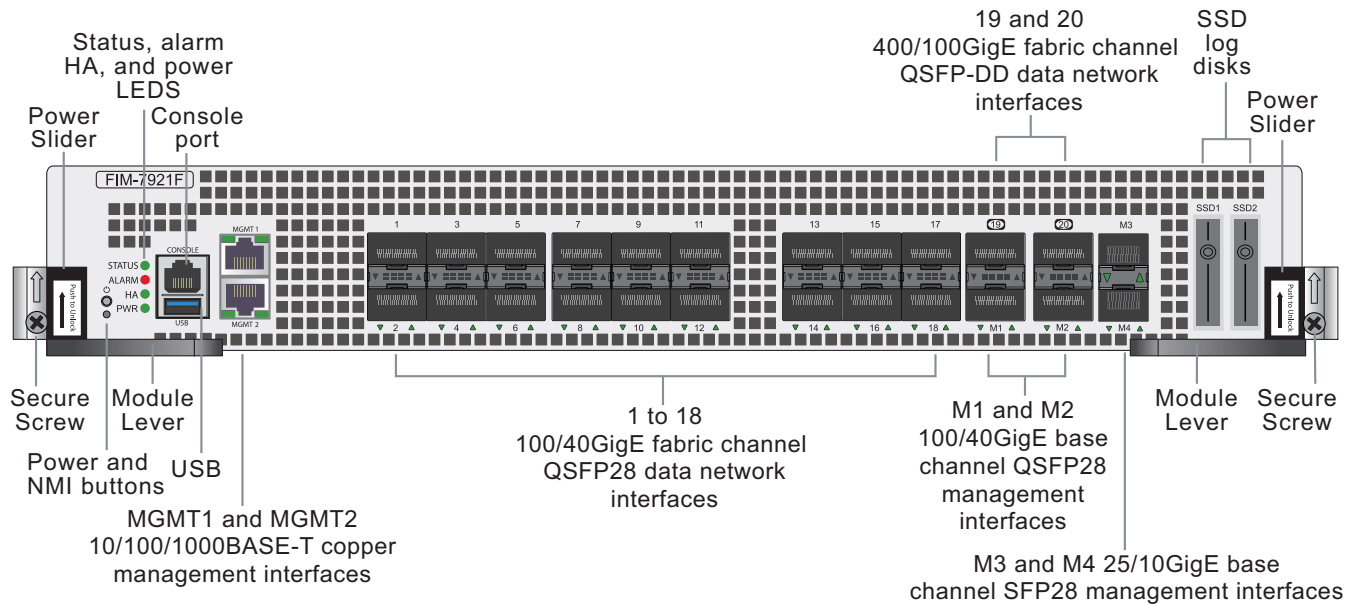 Status, alarm
HA, and power
LEDS
Power
Slider
Console
port
19 and 20
400/100GigE fabric channel
QSFP-DD data network
interfaces
SSD
log
disks
Power
Slider
FIM-7921F
MGMT 1
1
3
5
7
9
11
13
15
17
19
20
M3
SSD1
SSD2
CONSOLE
STATUS
ALARM
HA
PWR
USB
MGMT 2
Push to Unlock
Push to Unlock
2
4
6
8
10
12
14
16
18
M1
M2
M4
Secure
Screw
Module
Lever
Power and
NMI buttons
USB
MGMT1 and MGMT2
10/100/1000BASE-T copper
management interfaces
1 to 18
100/40GigE fabric channel
QSFP28 data network
interfaces
M1 and M2
100/40GigE base
channel QSFP28
management
interfaces
M3 and M4 25/10GigE base
channel SFP28 management interfaces
Module
Lever
Secure
Screw